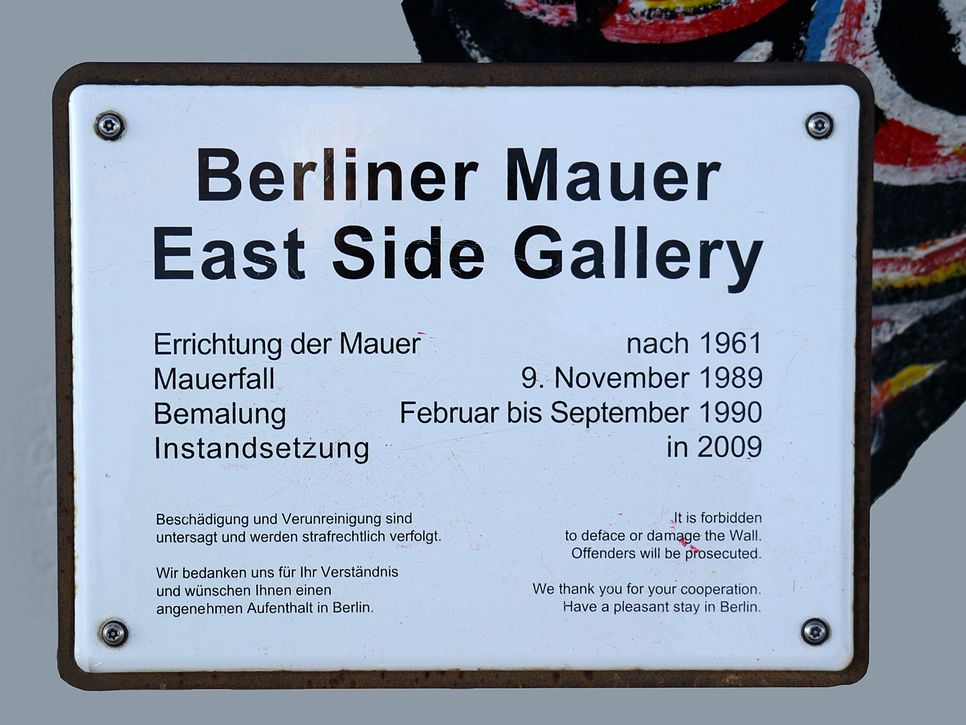 Berliner Mauer
East Side Gallery
Errichtung der Mauer nach 1961
Mauerfall 9. November 1989
Bemalung Februar bis September 1990
Instandsetzung in 2009
Beschädigung und Verunreinigung sind
untersagt und werden strafrechtlich verfolgt.
Wir bedanken uns für Ihr Verständnis
und wünschen Ihnen einen
angenehmen Aufenthalt in Berlin.
It is forbidden
to deface or damage the Wall.
Offenders will be prosecuted.
We thank you for your cooperation.
Have a pleasant stay in Berlin.